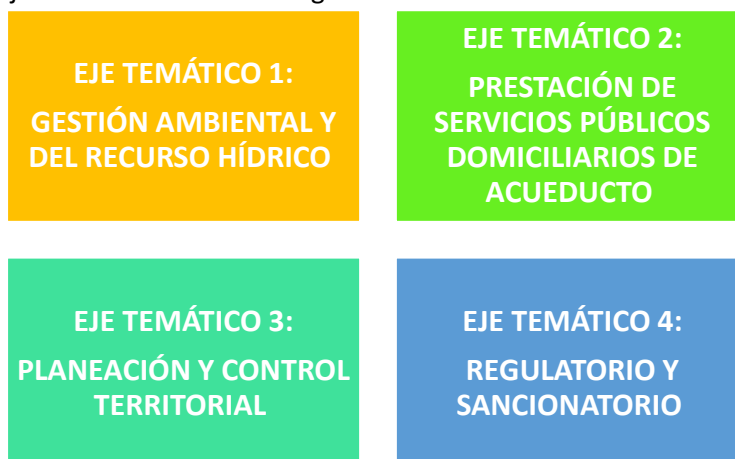 EJE TEMÁTICO 1:
GESTIÓN AMBIENTAL Y
DEL RECURSO HÍDRICO
EJE TEMÁTICO 2:
PRESTACIÓN DE
SERVICIOS PÚBLICOS
DOMICILIARIOS DE
ACUEDUCTO
EJE TEMÁTICO 3:
PLANEACIÓN Y CONTROL
TERRITORIAL
EJE TEMÁTICO 4:
REGULATORIO Y
SANCIONATORIO